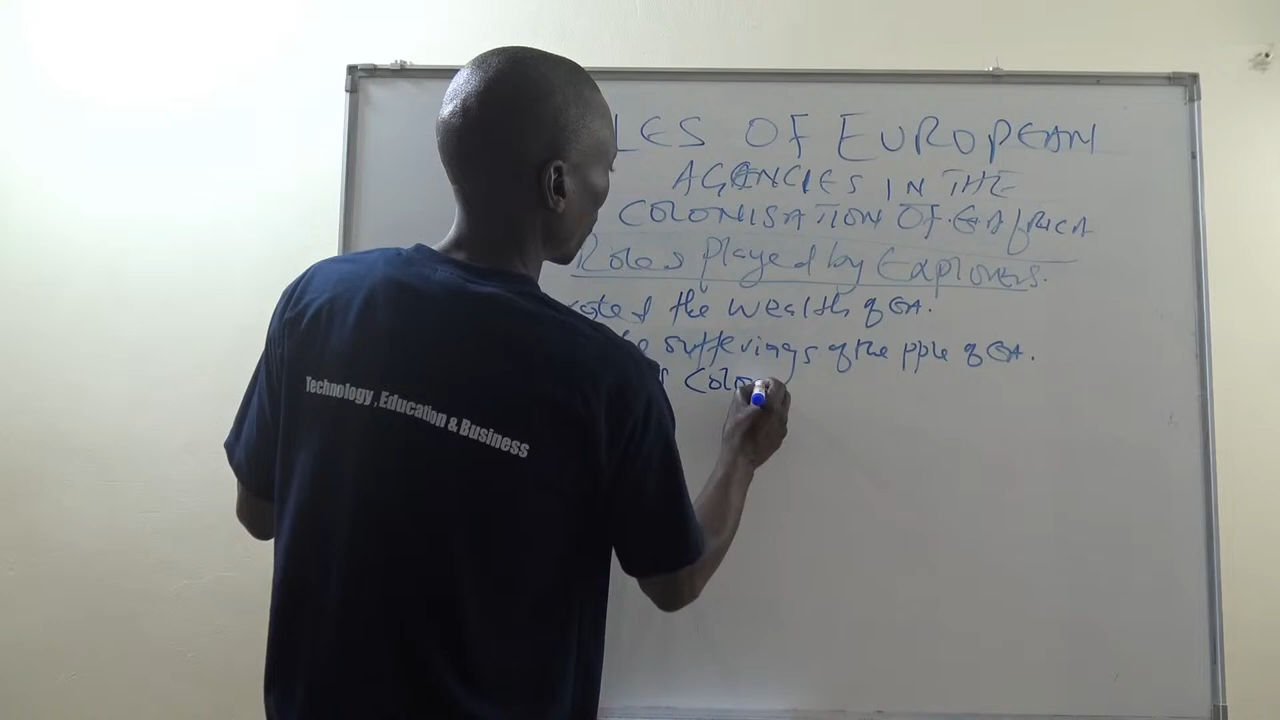 LES OF EUROPEAN
AGENCIES IN THE
COLONISATION OF E. AfRICA
Roles played by Explorers.
the wealth of EA.
sufferings of the pple of EA.
Colo
Technology, Education & Business